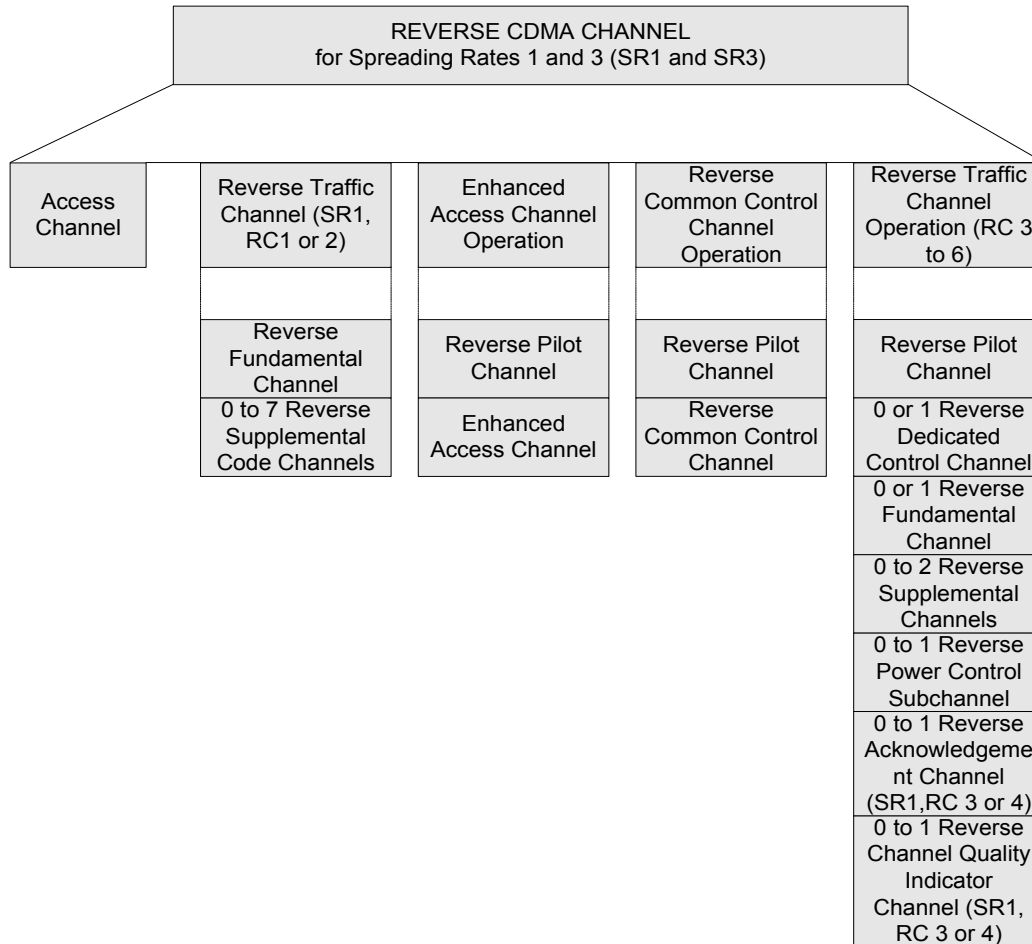 REVERSE CDMA CHANNEL
for Spreading Rates 1 and 3 (SR1 and SR3)
Access
Channel
Reverse Traffic
Channel (SR1,
RC1 or 2)
Enhanced
Access Channel
Operation
Reverse
Common Control
Channel
Operation
Reverse Traffic
Channel
Operation (RC 3
to 6)
Reverse
Fundamental
Channel
Reverse Pilot
Channel
Reverse Pilot
Channel
Reverse Pilot
Channel
0 to 7 Reverse
Supplemental
Code Channels
Enhanced
Access Channel
Reverse
Common Control
Channel
0 or 1 Reverse
Dedicated
Control Channel
0 or 1 Reverse
Fundamental
Channel
0 to 2 Reverse
Supplemental
Channels
0 to 1 Reverse
Power Control
Subchannel
0 to 1 Reverse
Acknowledgeme
nt Channel
(SR1,RC 3 or 4)
0 to 1 Reverse
Channel Quality
Indicator
Channel (SR1,
RC 3 or 4)